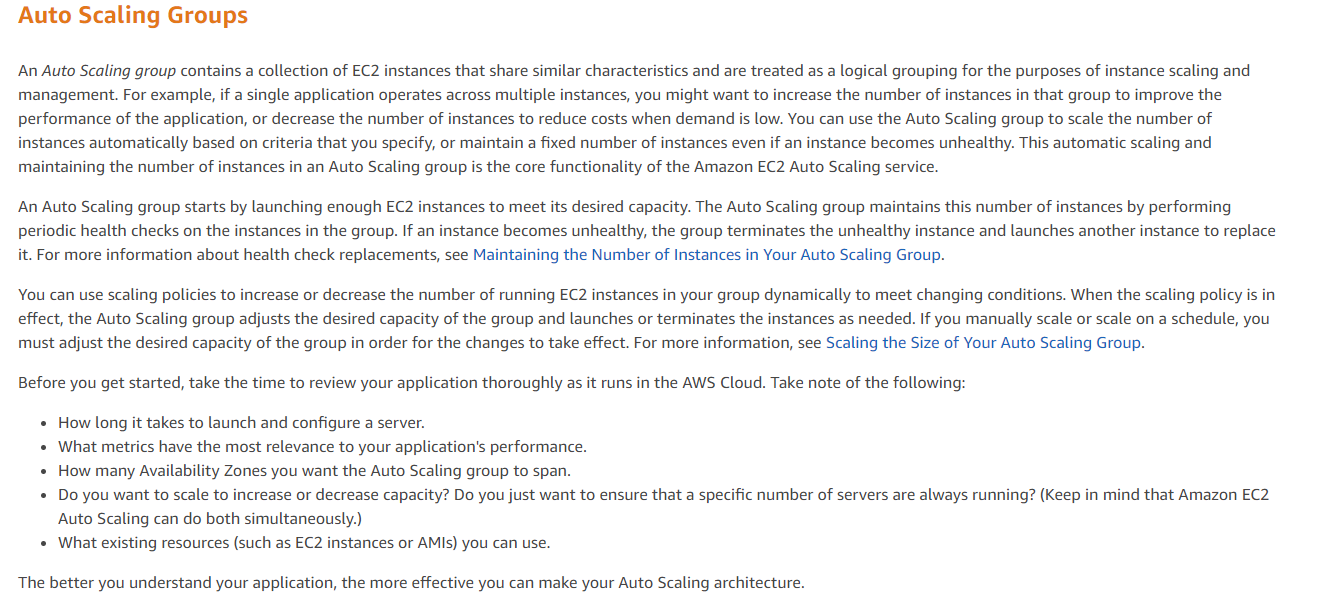 Auto Scaling Groups
An Auto Scaling group contains a collection of EC2 instances that share similar characteristics and are treated as a logical grouping for the purposes of instance scaling and
management. For example, if a single application operates across multiple instances, you might want to increase the number of instances in that group to improve the
performance of the application, or decrease the number of instances to reduce costs when demand is low. You can use the Auto Scaling group to scale the number of
instances automatically based on criteria that you specify, or maintain a fixed number of instances even if an instance becomes unhealthy. This automatic scaling and
maintaining the number of instances in an Auto Scaling group is the core functionality of the Amazon EC2 Auto Scaling service.
An Auto Scaling group starts by launching enough EC2 instances to meet its desired capacity. The Auto Scaling group maintains this number of instances by performing
periodic health checks on the instances in the group. If an instance becomes unhealthy, the group terminates the unhealthy instance and launches another instance to replace
it. For more information about health check replacements, see Maintaining the Number of Instances in Your Auto Scaling Group.
You can use scaling policies to increase or decrease the number of running EC2 instances in your group dynamically to meet changing conditions. When the scaling policy is in
effect, the Auto Scaling group adjusts the desired capacity of the group and launches or terminates the instances as needed. If you manually scale or scale on a schedule, you
must adjust the desired capacity of the group in order for the changes to take effect. For more information, see Scaling the Size of Your Auto Scaling Group.
Before you get started, take the time to review your application thoroughly as it runs in the AWS Cloud. Take note of the following:
• How long it takes to launch and configure a server.
• What metrics have the most relevance to your application's performance.
• How many Availability Zones you want the Auto Scaling group to span.
• Do you want to scale to increase or decrease capacity? Do you just want to ensure that a specific number of servers are always running? (Keep in mind that Amazon EC2
Auto Scaling can do both simultaneously.)
• What existing resources (such as EC2 instances or AMIs) you can use.
The better you understand your application, the more effective you can make your Auto Scaling architecture.